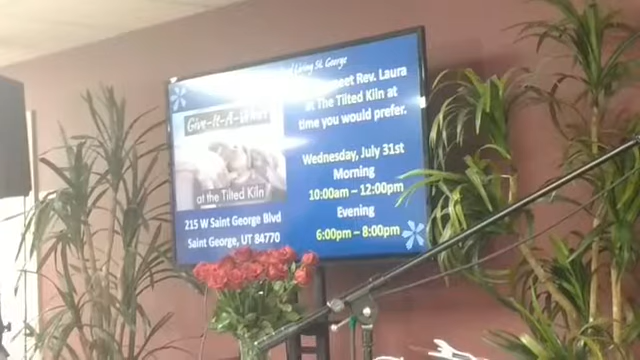 of Living St. George
Give-It-A-Whirl
at the Tilted Kiln
215 W Saint George Blvd
Saint George, UT 84770
meet Rev. Laura
at The Tilted Kiln at
time you would prefer.
Wednesday, July 31st
Morning
10:00am – 12:00pm
Evening
6:00pm – 8:00pm